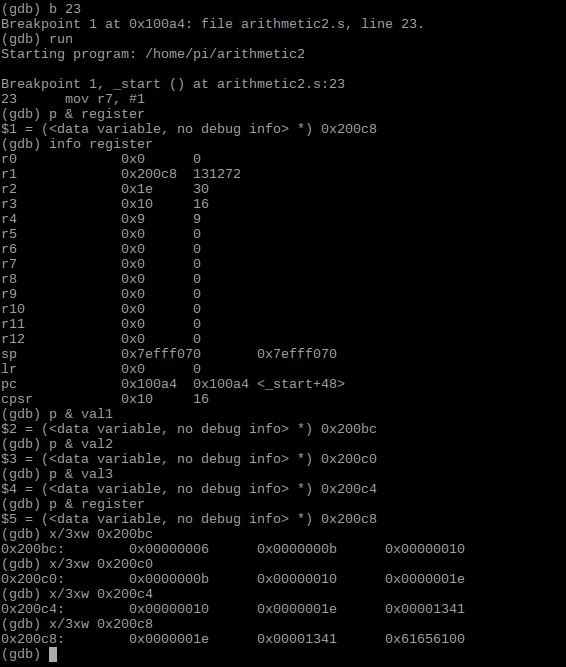 (gdb) b 23
Breakpoint 1 at 0x100a4: file arithmetic2.s, line 23.
(gdb) run
Starting program: /home/pi/arithmetic2

Breakpoint 1, _start () at arithmetic2.s:23
23      mov r7, #1
(gdb) p & register
$1 = (<data variable, no debug info> *) 0x200c8
(gdb) info register
r0             0x0      0
r1             0x200c8  131272
r2             0x1e     30
r3             0x10     16
r4             0x9      9
r5             0x0      0
r6             0x0      0
r7             0x0      0
r8             0x0      0
r9             0x0      0
r10            0x0      0
r11            0x0      0
r12            0x0      0
sp             0x7efff070       0x7efff070
lr             0x0      0
pc             0x100a4  0x100a4 <_start+48>
cpsr           0x10     16
(gdb) p & val1
$2 = (<data variable, no debug info> *) 0x200bc
(gdb) p & val2
$3 = (<data variable, no debug info> *) 0x200c0
(gdb) p & val3
$4 = (<data variable, no debug info> *) 0x200c4
(gdb) p & register
$5 = (<data variable, no debug info> *) 0x200c8
(gdb) x/3xw 0x200bc
0x200bc:        0x00000006      0x0000000b      0x00000010
(gdb) x/3xw 0x200c0
0x200c0:        0x0000000b      0x00000010      0x0000001e
(gdb) x/3xw 0x200c4
0x200c4:        0x00000010      0x0000001e      0x00001341
(gdb) x/3xw 0x200c8
0x200c8:        0x0000001e      0x00001341      0x61656100
(gdb)